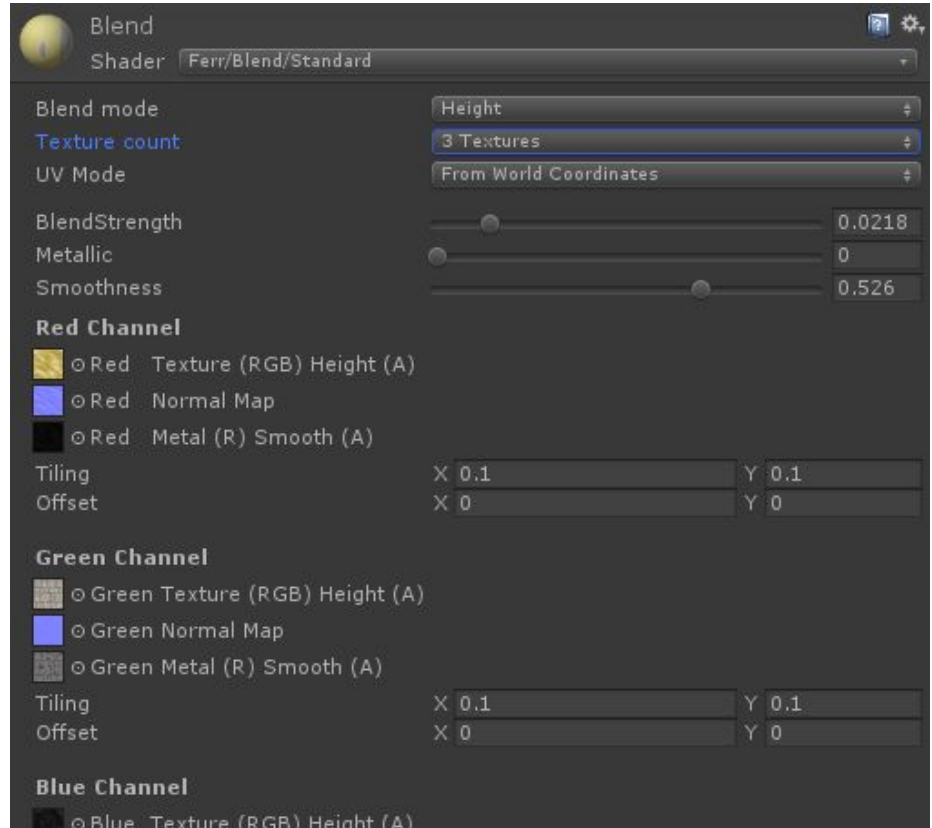 Blend
Shader Ferr/Blend/Standard
Blend mode Height
Texture count 3 Textures
UV Mode From World Coordinates
BlendStrength 0.0218
Metallic 0
Smoothness 0.526
Red Channel
Red Texture (RGB) Height (A)
Red Normal Map
Red Metal (R) Smooth (A)
Tiling X 0.1 Y 0.1
Offset X 0 Y 0
Green Channel
Green Texture (RGB) Height (A)
Green Normal Map
Green Metal (R) Smooth (A)
Tiling X 0.1 Y 0.1
Offset X 0 Y 0
Blue Channel
Blue Texture (RGB) Height (A)